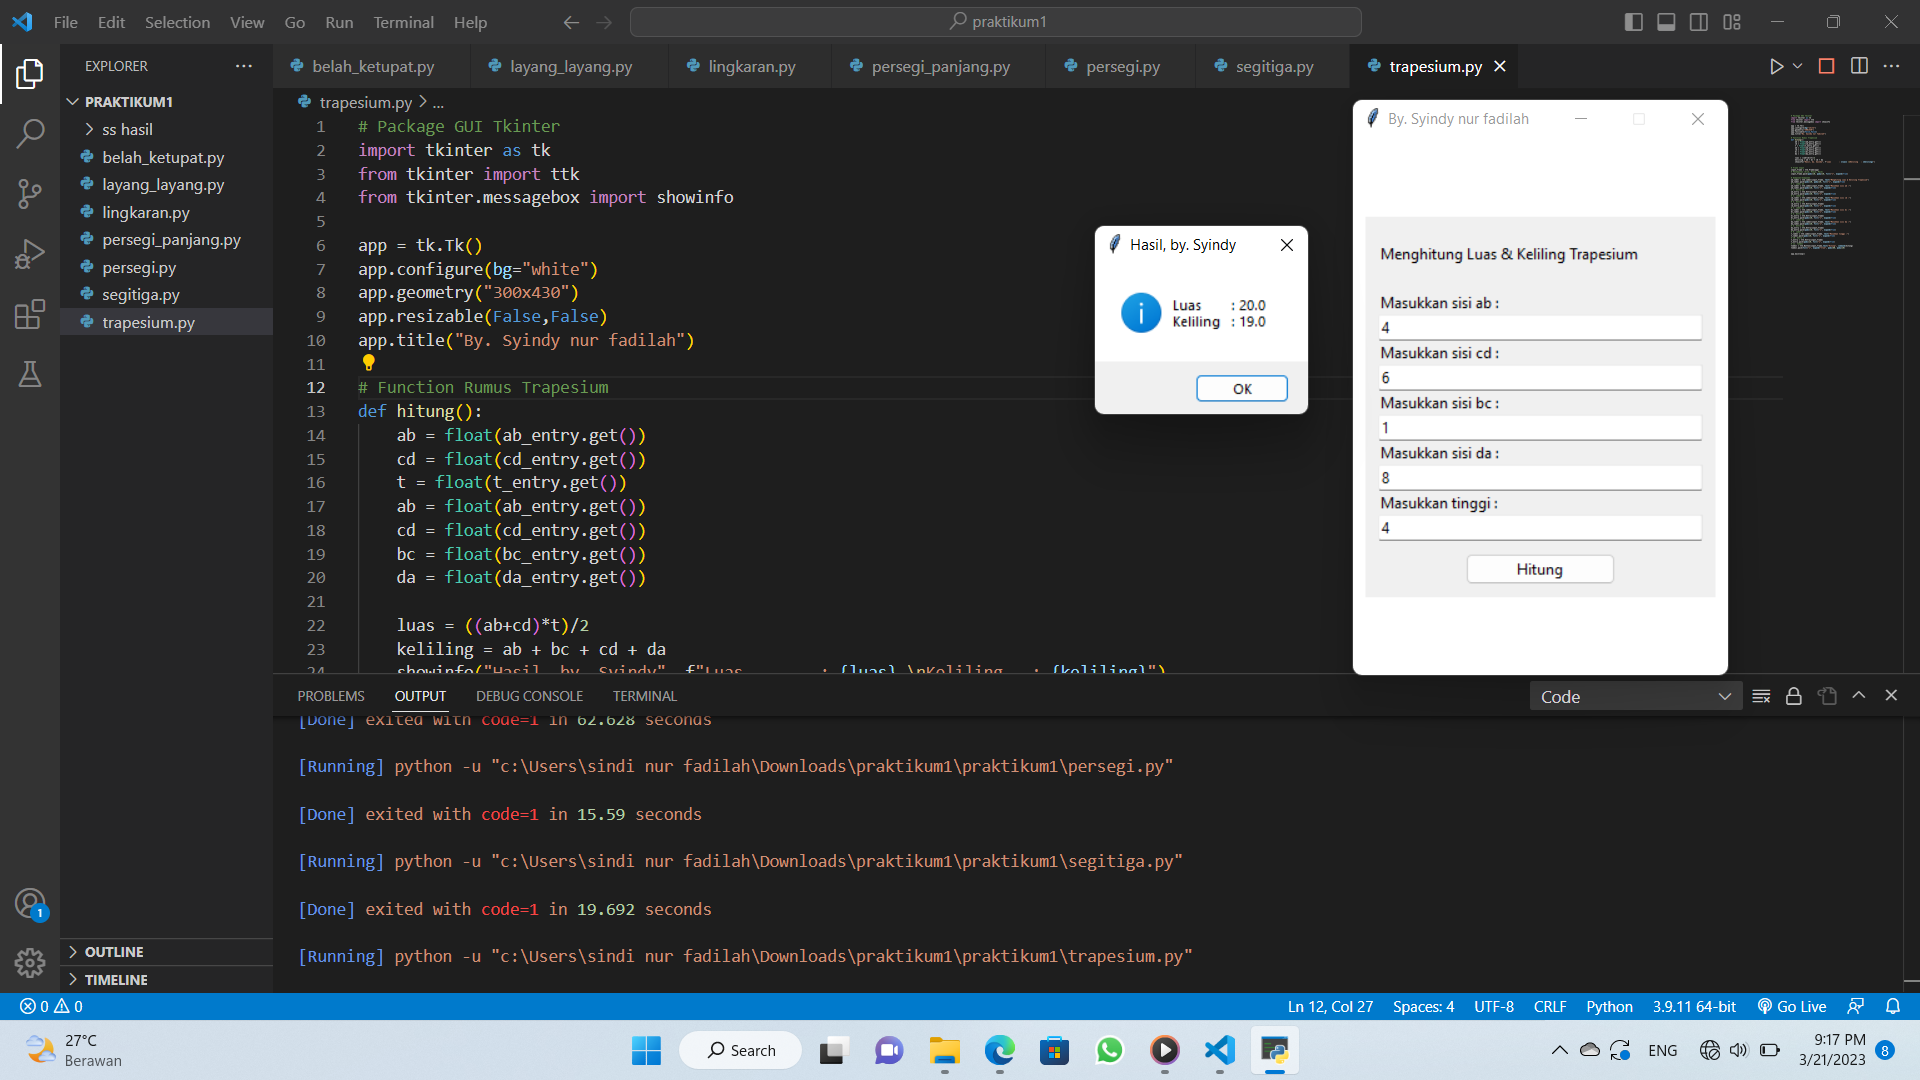 File Edit Selection View Go Run Terminal Help
praktikum1
EXPLORER
PRAKTIKUM1
ss hasil
belah_ketupat.py
layang_layang.py
lingkaran.py
persegi_panjang.py
persegi.py
segitiga.py
trapesium.py
OUTLINE
TIMELINE
belah_ketupat.py layang_layang.py lingkaran.py persegi_panjang.py persegi.py segitiga.py trapesium.py
trapesium.py > ...
1 # Package GUI Tkinter
2 import tkinter as tk
3 from tkinter import ttk
4 from tkinter.messagebox import showinfo
5
6 app = tk.Tk()
7 app.configure(bg="white")
8 app.geometry("300x430")
9 app.resizable(False,False)
10 app.title("By. Syindy nur fadilah")
11
12 # Function Rumus Trapesium
13 def hitung():
14 ab = float(ab_entry.get())
15 cd = float(cd_entry.get())
16 t = float(t_entry.get())
17 ab = float(ab_entry.get())
18 cd = float(cd_entry.get())
19 bc = float(bc_entry.get())
20 da = float(da_entry.get())
21
22 luas = ((ab+cd)*t)/2
23 keliling = ab + bc + cd + da
24 showinfo("Hasil, by. Syindy", f"Luas : {luas} \nKeliling : {keliling}")
Hasil, by. Syindy
Luas : 20.0
Keliling : 19.0
OK
By. Syindy nur fadilah
Menghitung Luas & Keliling Trapesium
Masukkan sisi ab :
4
Masukkan sisi cd :
6
Masukkan sisi bc :
1
Masukkan sisi da :
8
Masukkan tinggi :
4
Hitung
PROBLEMS OUTPUT DEBUG CONSOLE TERMINAL
Code
[Done] exited with code=1 in 62.628 seconds
[Running] python -u "c:\Users\sindi nur fadilah\Downloads\praktikum1\praktikum1\persegi.py"
[Done] exited with code=1 in 15.59 seconds
[Running] python -u "c:\Users\sindi nur fadilah\Downloads\praktikum1\praktikum1\segitiga.py"
[Done] exited with code=1 in 19.692 seconds
[Running] python -u "c:\Users\sindi nur fadilah\Downloads\praktikum1\praktikum1\trapesium.py"
1
0 0
Ln 12, Col 27 Spaces: 4 UTF-8 CRLF Python 3.9.11 64-bit Go Live
27°C
Berawan
Search
ENG
9:17 PM
3/21/2023
8